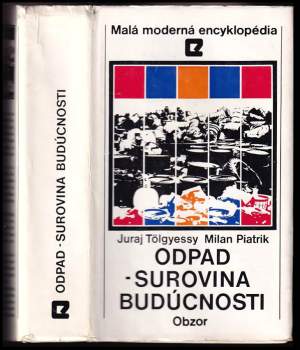 ODPAD - SUROVINA BUDÚCNOSTI
Malá moderná encyklopédia
Juraj Tölgyessy Milan Piatrik
ODPAD
-SUROVINA
BUDÚCNOSTI
Obzor